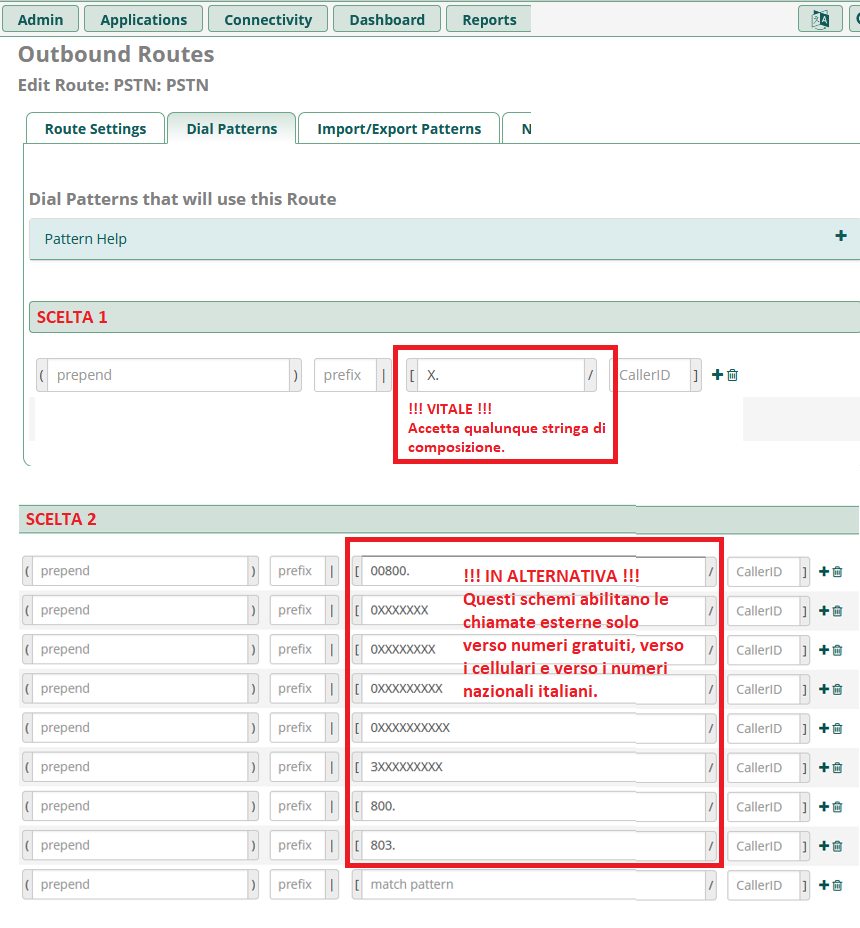 Admin Applications Connectivity Dashboard Reports
Outbound Routes
Edit Route: PSTN: PSTN
Route Settings Dial Patterns Import/Export Patterns N
Dial Patterns that will use this Route
Pattern Help +
SCELTA 1
( prepend ) prefix | [ X. / CallerID ]
!!! VITALE !!!
Accetta qualunque stringa di
composizione.
SCELTA 2
( prepend ) prefix | [ 00800. / CallerID ]
!!! IN ALTERNATIVA !!!
Questi schemi abilitano le
chiamate esterne solo
verso numeri gratuiti, verso
i cellulari e verso i numeri
nazionali italiani.
( prepend ) prefix | [ 0XXXXXXX / CallerID ]
( prepend ) prefix | [ 0XXXXXXXX / CallerID ]
( prepend ) prefix | [ 0XXXXXXXXX / CallerID ]
( prepend ) prefix | [ 0XXXXXXXXXX / CallerID ]
( prepend ) prefix | [ 3XXXXXXXXX / CallerID ]
( prepend ) prefix | [ 800. / CallerID ]
( prepend ) prefix | [ 803. / CallerID ]
( prepend ) prefix | [ match pattern / CallerID ]